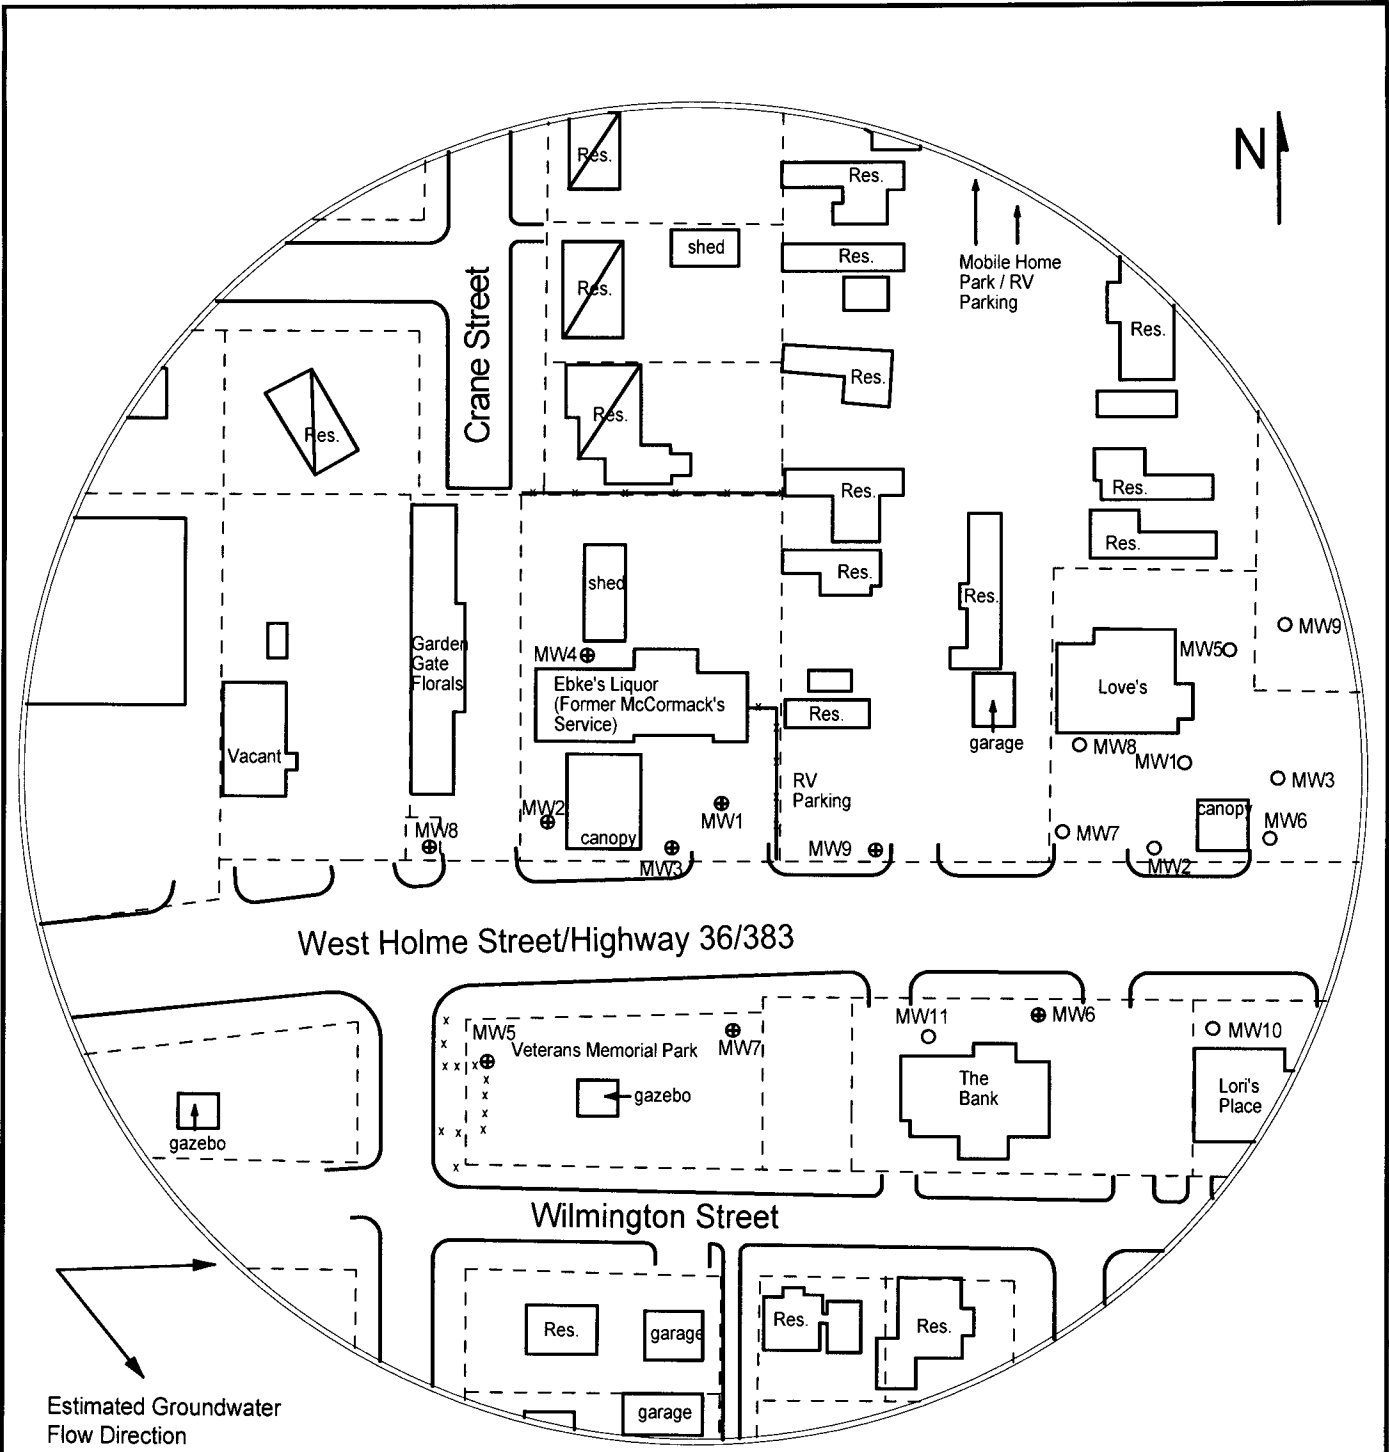 N
Res.
Res.
shed
Res.
Res.
Mobile Home
Park / RV
Parking
Crane Street
Res.
Res.
Res.
Res.
Res.
Res.
Res.
Res.
shed
Res.
Res.
MW9
Garden
Gate
Florals
MW4
MW5
Ebke's Liquor
(Former McCormack's
Service)
Love's
Res.
Vacant
garage
MW8
MW1
RV
Parking
MW3
MW2
canopy
MW1
canopy
MW8
MW7
MW6
MW3
MW9
MW2
West Holme Street/Highway 36/383
MW11
MW6
MW5
Veterans Memorial Park
MW7
MW10
The
Bank
Lori's
Place
gazebo
gazebo
Wilmington Street
Res.
garage
Res.
Res.
garage
Estimated Groundwater
Flow Direction